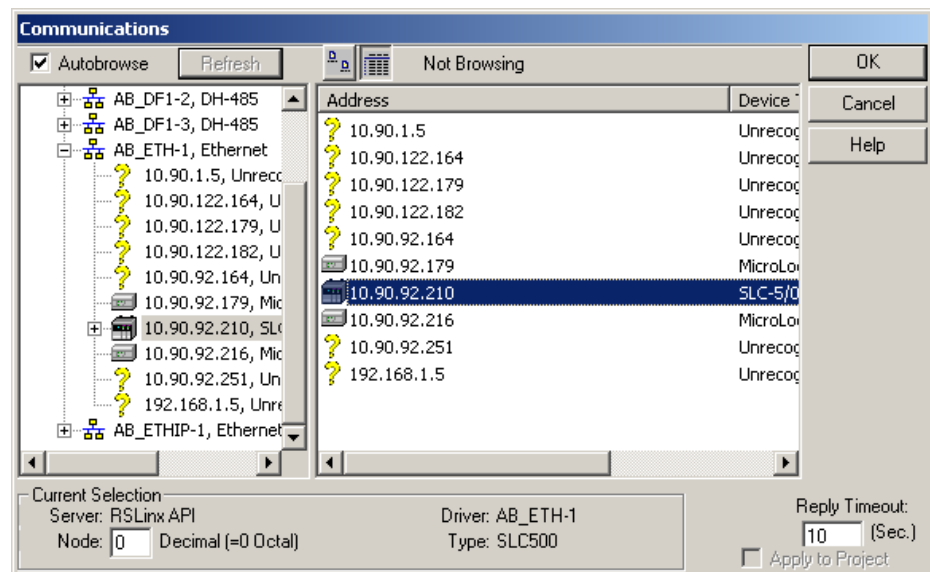 Communications
Autobrowse
Refresh
Not Browsing
OK
Cancel
Help
AB_DF1-2, DH-485
AB_DF1-3, DH-485
AB_ETH-1, Ethernet
10.90.1.5, Unreco
10.90.122.164, U
10.90.122.179, U
10.90.122.182, U
10.90.92.164, Un
10.90.92.179, Mic
10.90.92.210, SL
10.90.92.216, Mic
10.90.92.251, Un
192.168.1.5, Unre
AB_ETHIP-1, Ethernet
Address Device T
10.90.1.5 Unrecog
10.90.122.164 Unrecog
10.90.122.179 Unrecog
10.90.122.182 Unrecog
10.90.92.164 Unrecog
10.90.92.179 MicroLo
10.90.92.210 SLC-5/0
10.90.92.216 MicroLo
10.90.92.251 Unrecog
192.168.1.5 Unrecog
Current Selection
Server: RSLinx API Driver: AB_ETH-1
Node: 0 Decimal (=0 Octal) Type: SLC500
Reply Timeout:
10 (Sec.)
Apply to Project